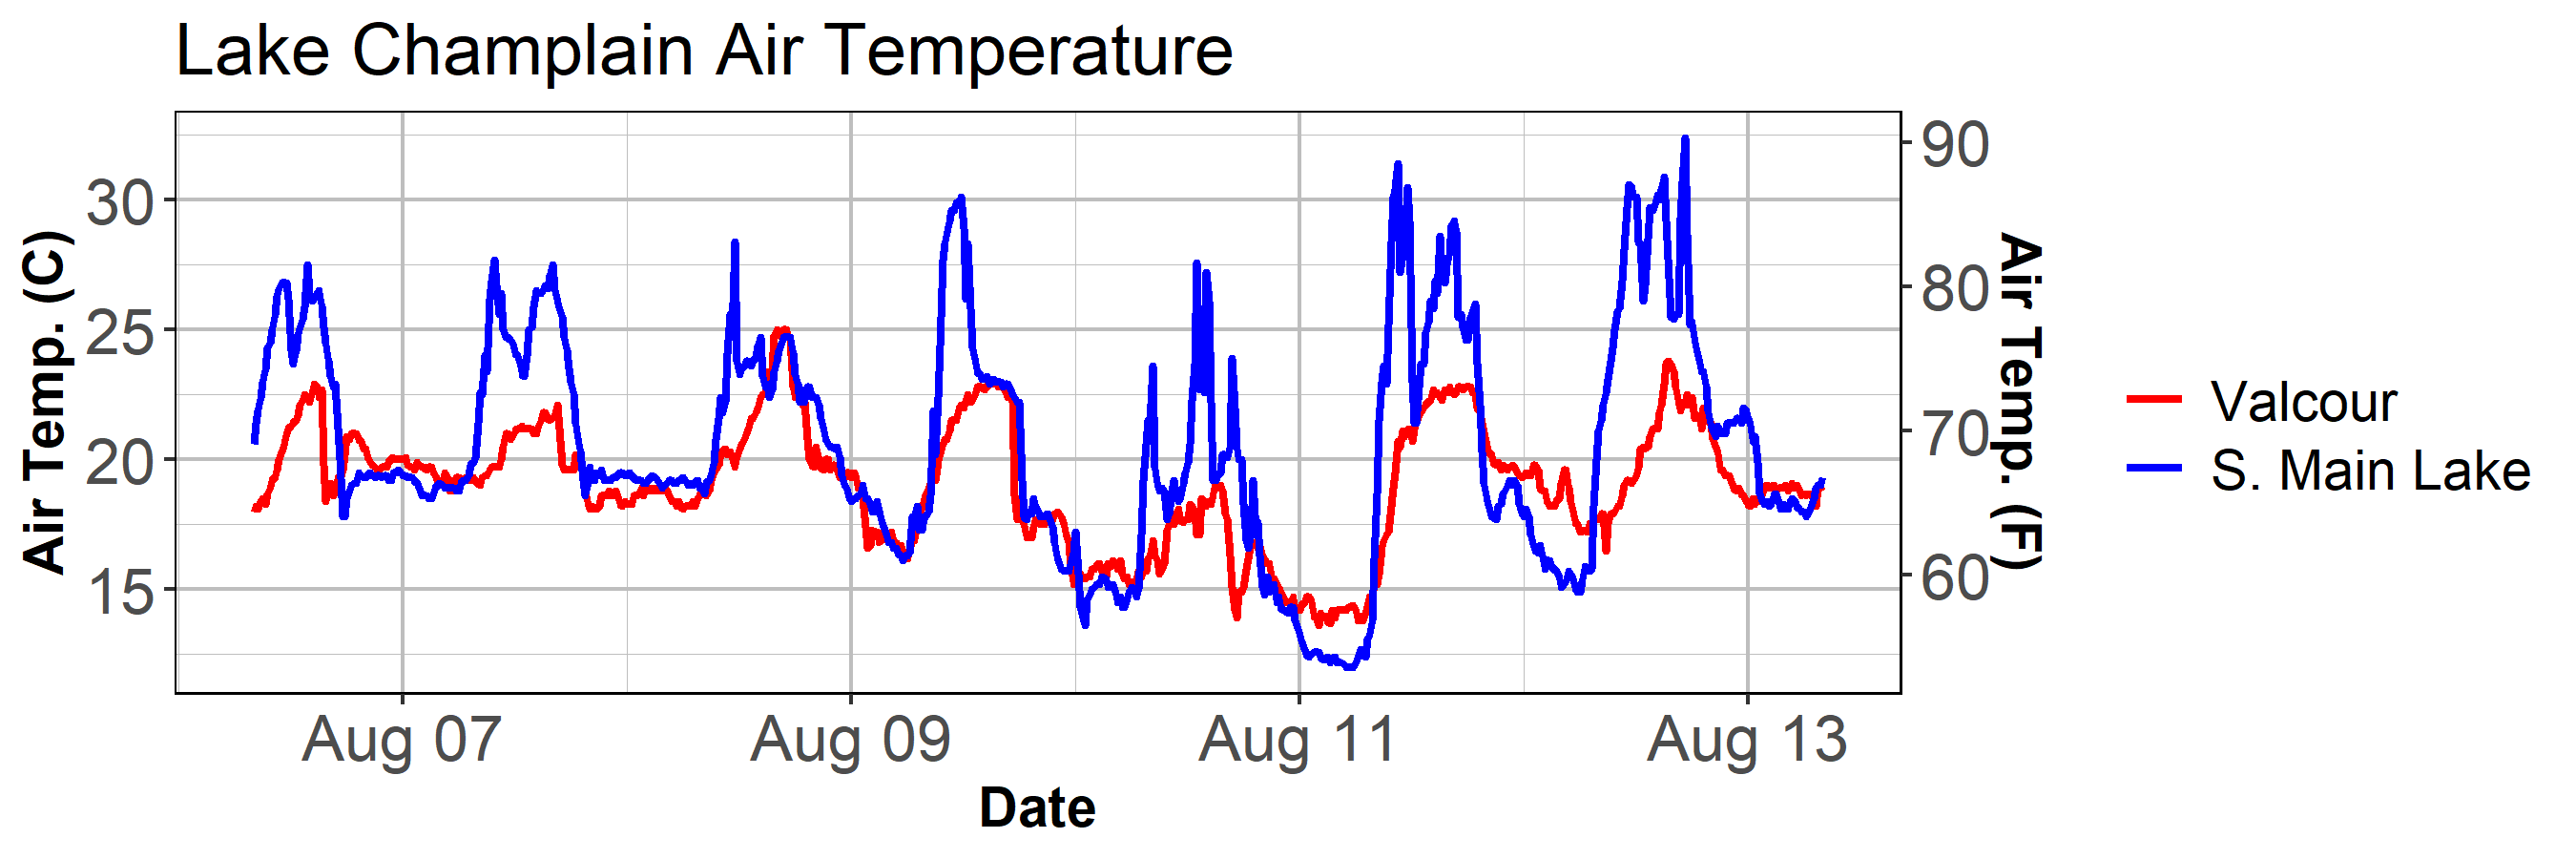 Lake Champlain Air Temperature
Air Temp. (C)
30
25
20
15
90
80
70
60
Air Temp. (F)
Aug 07
Aug 09
Aug 11
Aug 13
Date
Valcour
S. Main Lake